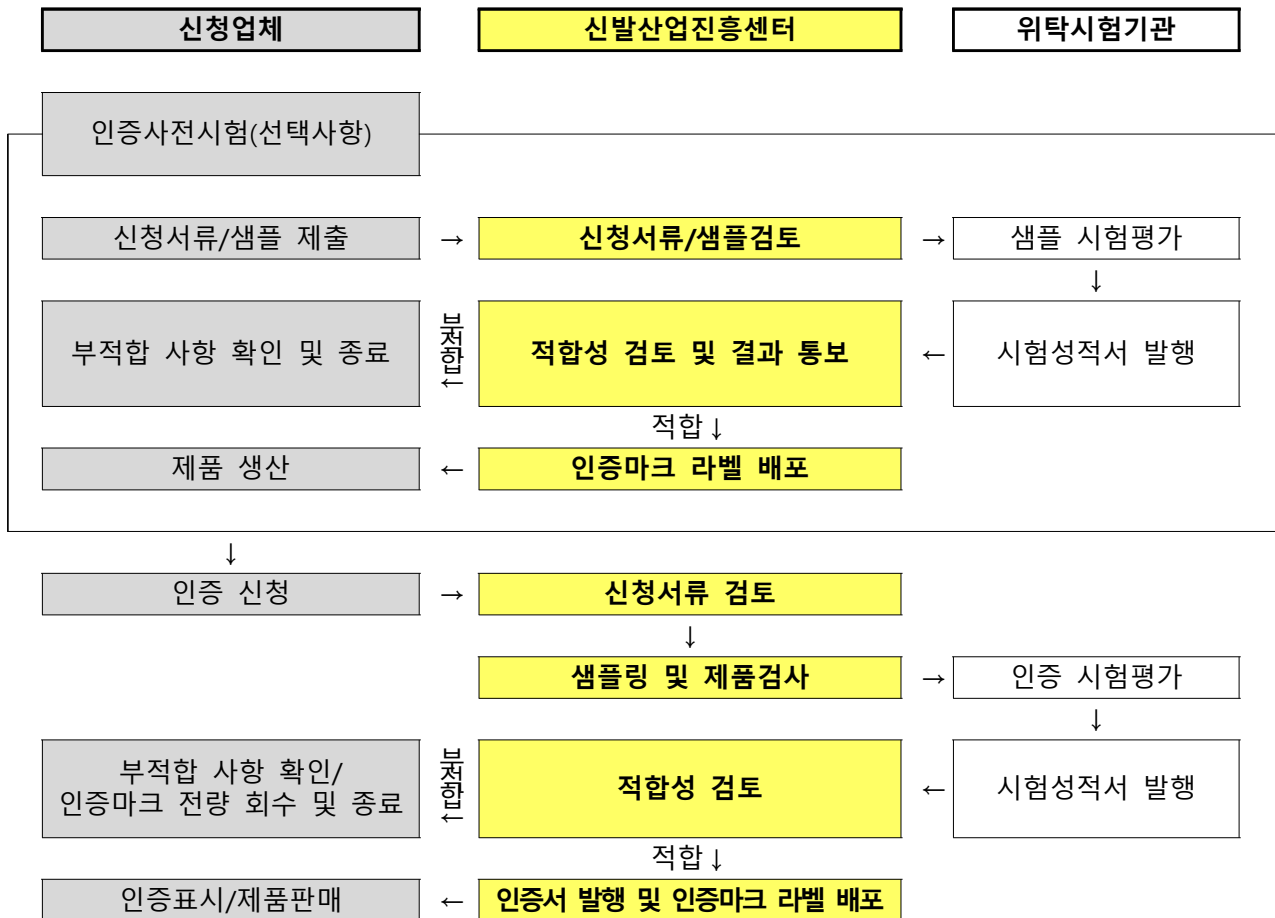 신청업체 신발산업진흥센터 위탁시험기관
인증사전시험(선택사항)
신청서류/샘플 제출 → 신청서류/샘플검토 → 샘플 시험평가
↓
부적합 사항 확인 및 종료 부적합 ← 적합성 검토 및 결과 통보 ← 시험성적서 발행
적합 ↓
제품 생산 ← 인증마크 라벨 배포
↓
인증 신청 → 신청서류 검토
↓
샘플링 및 제품검사 → 인증 시험평가
↓
부적합 사항 확인/
인증마크 전량 회수 및 종료 부적합 ← 적합성 검토 ← 시험성적서 발행
적합 ↓
인증표시/제품판매 ← 인증서 발행 및 인증마크 라벨 배포